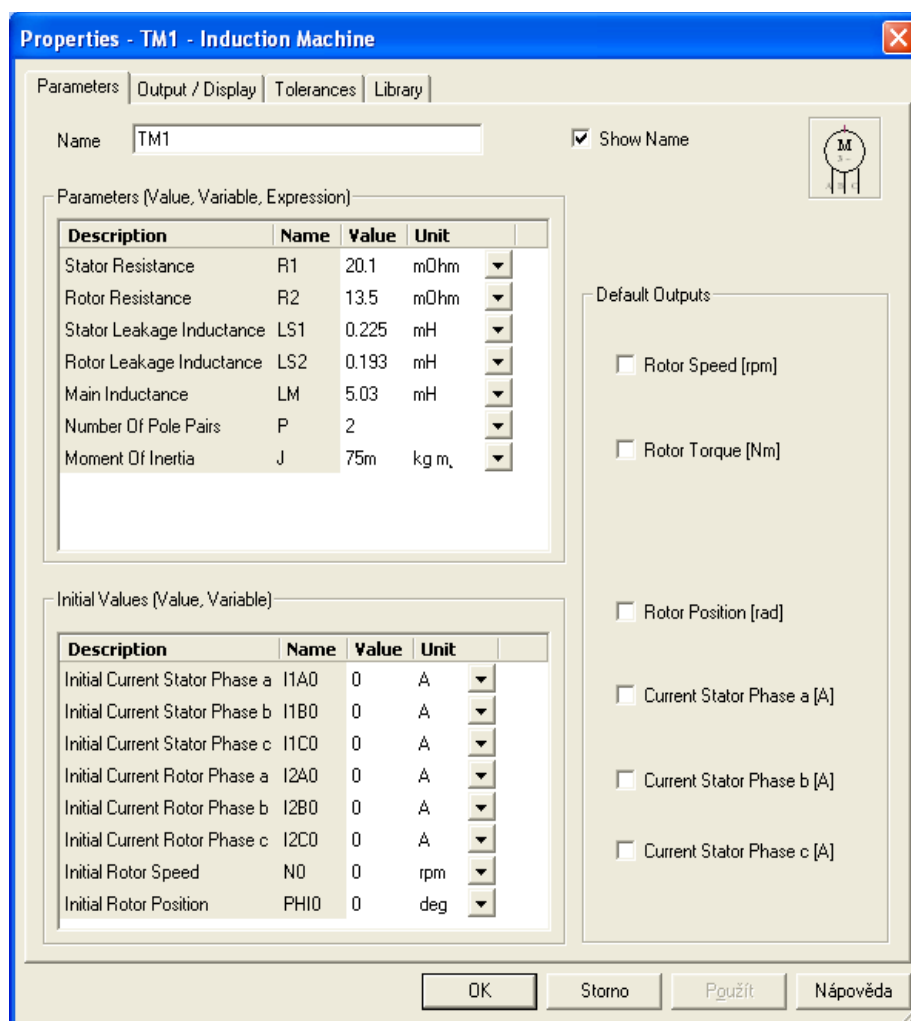 Properties - TM1 - Induction Machine
Parameters Output / Display Tolerances Library
Name TM1 Show Name
M
3 ~
A B C
Parameters (Value, Variable, Expression)
Description Name Value Unit
Stator Resistance R1 20.1 mOhm
Rotor Resistance R2 13.5 mOhm
Stator Leakage Inductance LS1 0.225 mH
Rotor Leakage Inductance LS2 0.193 mH
Main Inductance LM 5.03 mH
Number Of Pole Pairs P 2
Moment Of Inertia J 75m kg m˛
Default Outputs
Rotor Speed [rpm]
Rotor Torque [Nm]
Rotor Position [rad]
Current Stator Phase a [A]
Current Stator Phase b [A]
Current Stator Phase c [A]
Initial Values (Value, Variable)
Description Name Value Unit
Initial Current Stator Phase a I1A0 0 A
Initial Current Stator Phase b I1B0 0 A
Initial Current Stator Phase c I1C0 0 A
Initial Current Rotor Phase a I2A0 0 A
Initial Current Rotor Phase b I2B0 0 A
Initial Current Rotor Phase c I2C0 0 A
Initial Rotor Speed N0 0 rpm
Initial Rotor Position PHI0 0 deg
OK Storno Použít Nápověda